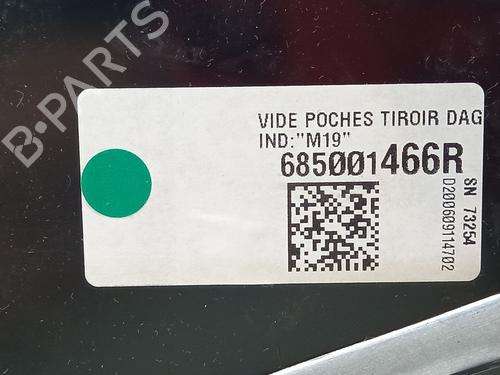 VIDE POCHES TIROIR DAG
IND:"M19"
685001466R
SN 73254
D200609114702
B-PARTS